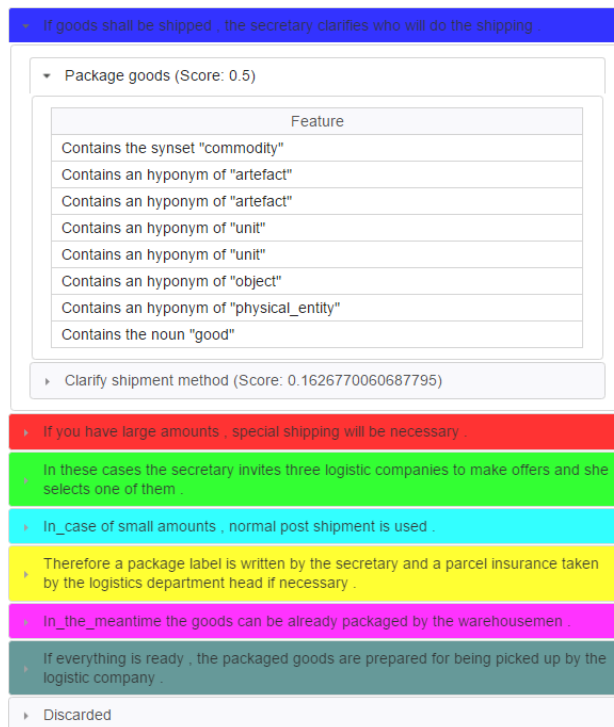 If goods shall be shipped , the secretary clarifies who will do the shipping .
Package goods (Score: 0.5)
Feature
Contains the synset "commodity"
Contains an hyponym of "artefact"
Contains an hyponym of "artefact"
Contains an hyponym of "unit"
Contains an hyponym of "unit"
Contains an hyponym of "object"
Contains an hyponym of "physical_entity"
Contains the noun "good"
Clarify shipment method (Score: 0.1626770060687795)
If you have large amounts , special shipping will be necessary .
In these cases the secretary invites three logistic companies to make offers and she
selects one of them .
In_case of small amounts , normal post shipment is used .
Therefore a package label is written by the secretary and a parcel insurance taken
by the logistics department head if necessary .
In_the_meantime the goods can be already packaged by the warehousemen .
If everything is ready , the packaged goods are prepared for being picked up by the
logistic company .
Discarded